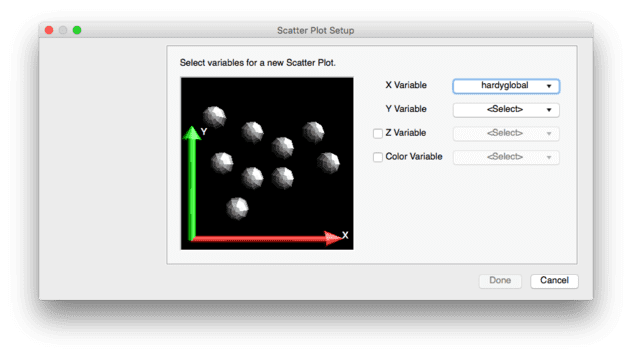 Scatter Plot Setup
Select variables for a new Scatter Plot.
X Variable hardyglobal
Y Variable <Select>
Z Variable <Select>
Color Variable <Select>
Y
X
Done Cancel